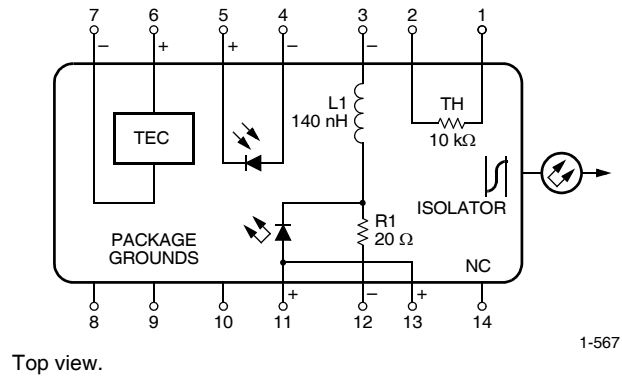 7 6 5 4 3 2 1
− + + − −
L1
140 nH
TH
10 kΩ
TEC
ISOLATOR
R1
20 Ω
PACKAGE
GROUNDS
NC
+ − +
8 9 10 11 12 13 14
1-567
Top view.